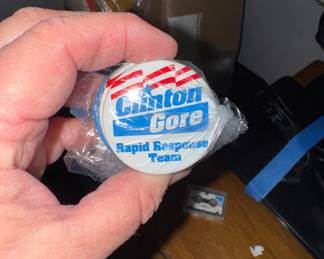 Clinton
Gore
Rapid Response
Team